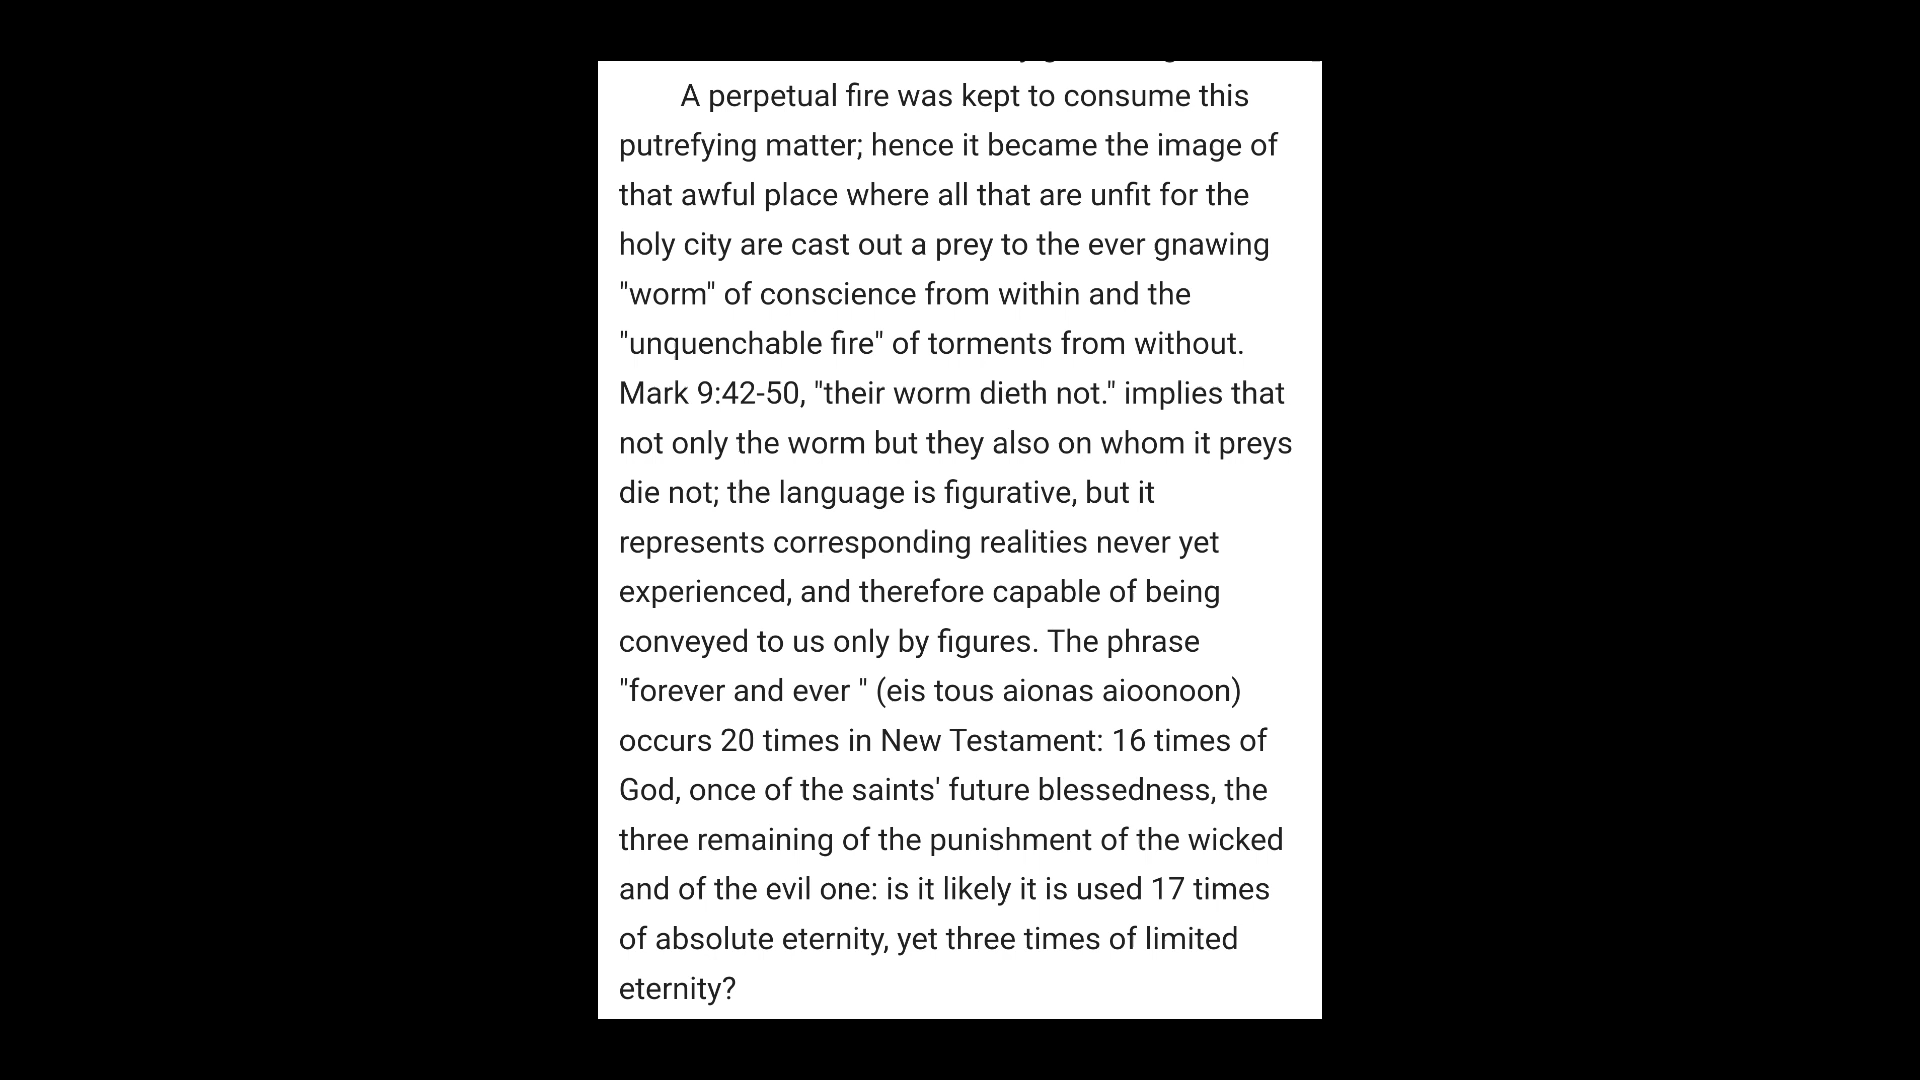 A perpetual fire was kept to consume this
putrefying matter; hence it became the image of
that awful place where all that are unfit for the
holy city are cast out a prey to the ever gnawing
"worm" of conscience from within and the
"unquenchable fire" of torments from without.
Mark 9:42-50, "their worm dieth not." implies that
not only the worm but they also on whom it preys
die not; the language is figurative, but it
represents corresponding realities never yet
experienced, and therefore capable of being
conveyed to us only by figures. The phrase
"forever and ever " (eis tous aionas aioonoon)
occurs 20 times in New Testament: 16 times of
God, once of the saints' future blessedness, the
three remaining of the punishment of the wicked
and of the evil one: is it likely it is used 17 times
of absolute eternity, yet three times of limited
eternity?